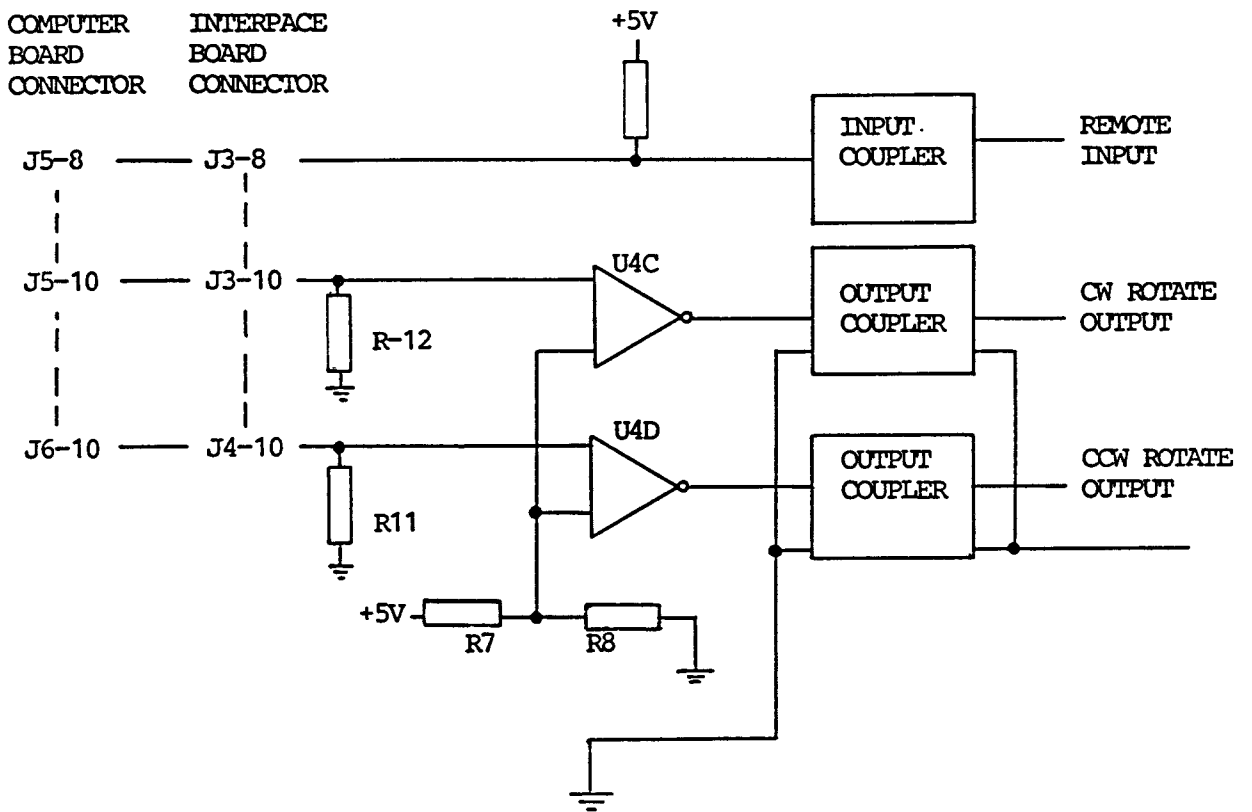 COMPUTER
BOARD
CONNECTOR
INTERPACE
BOARD
CONNECTOR
+5V
INPUT
COUPLER
REMOTE
INPUT
J5-8
J3-8
J5-10
J3-10
R-12
U4C
OUTPUT
COUPLER
CW ROTATE
OUTPUT
J6-10
J4-10
R11
U4D
OUTPUT
COUPLER
CCW ROTATE
OUTPUT
+5V
R7
R8